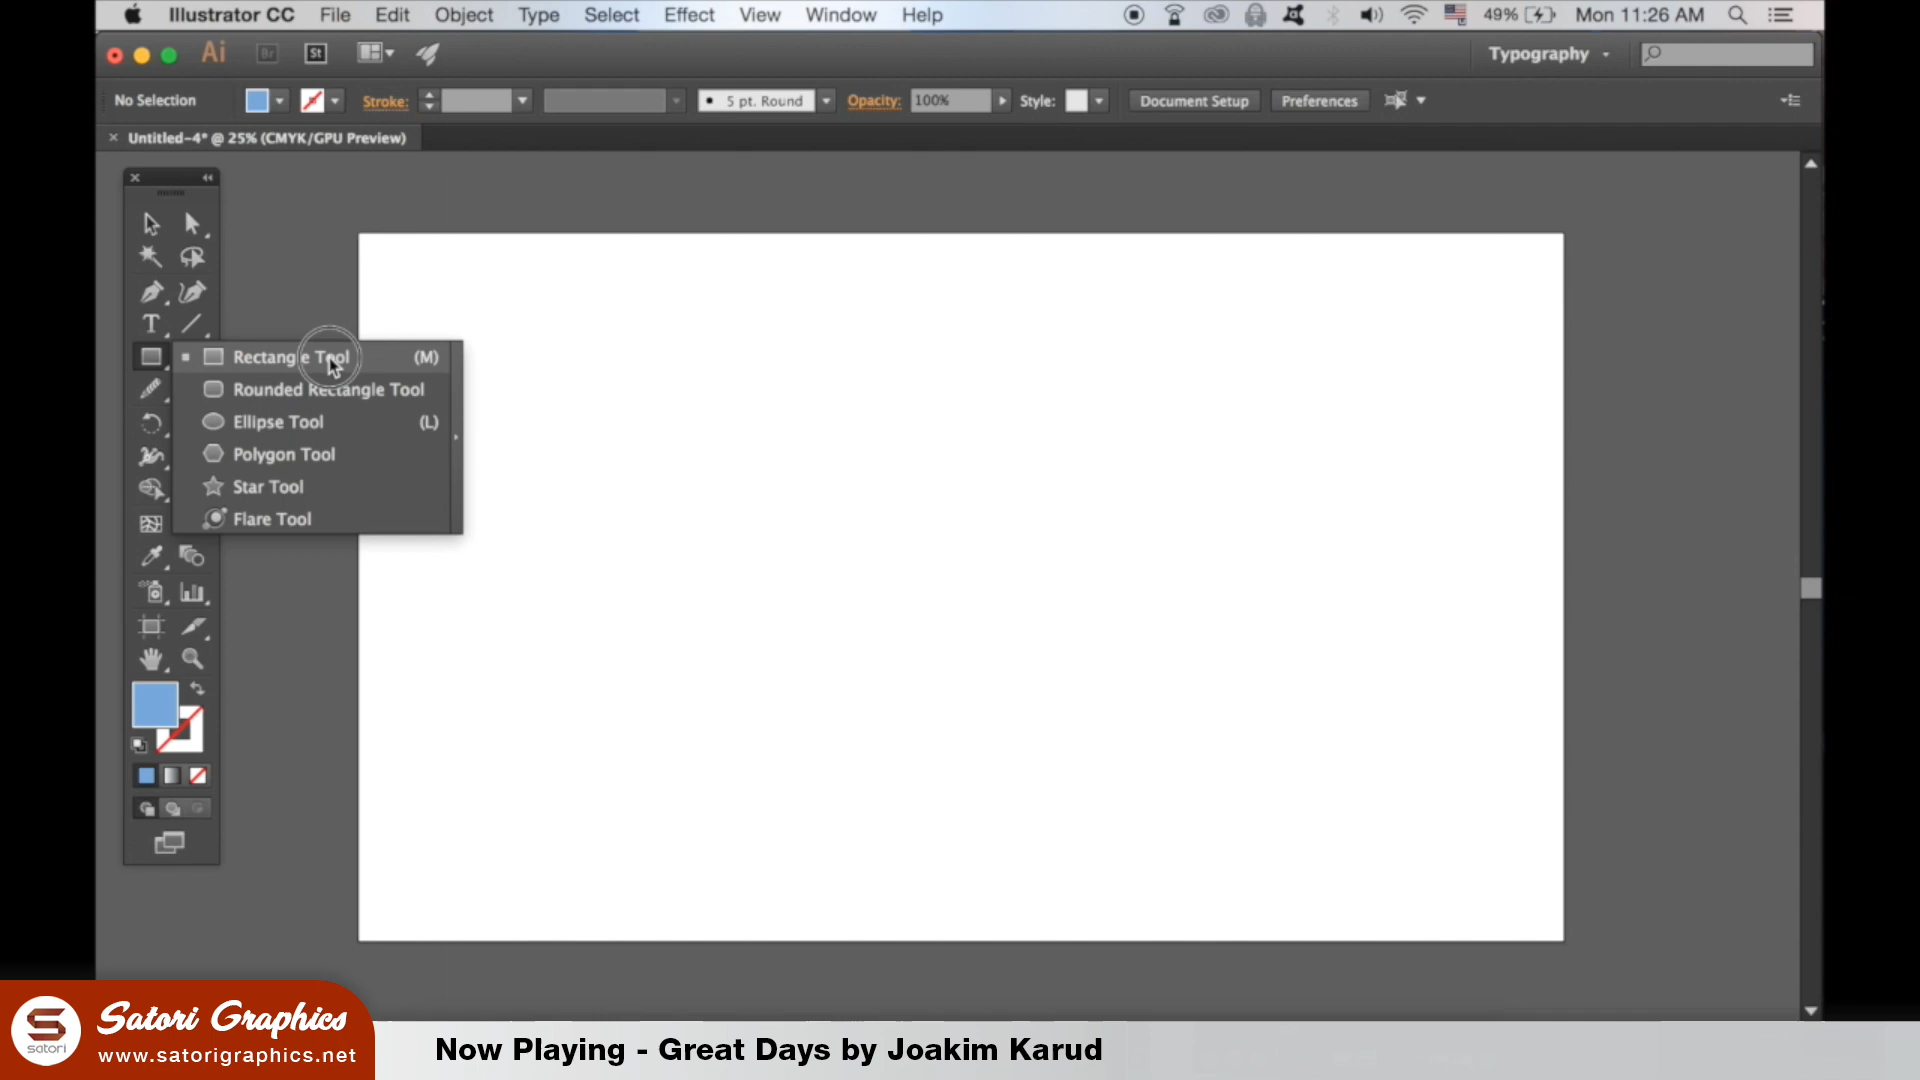 Illustrator CC File Edit Object Type Select Effect View Window Help 49% Mon 11:26 AM
Ai Br St Typography
No Selection Stroke: 5 pt. Round Opacity: 100% Style: Document Setup Preferences
Untitled-4* @ 25% (CMYK/GPU Preview)
T
Rectangle Tool (M)
Rounded Rectangle Tool
Ellipse Tool (L)
Polygon Tool
Star Tool
Flare Tool
Satori Graphics
satori
www.satorigraphics.net
Now Playing - Great Days by Joakim Karud